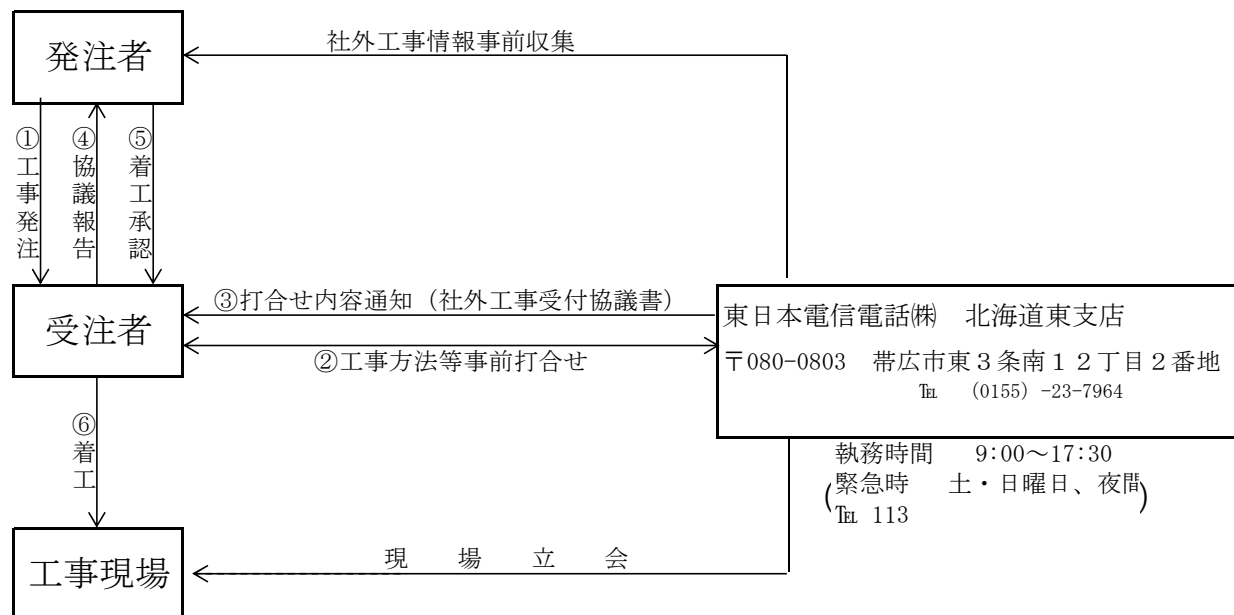 発注者
社外工事情報事前収集
①工事発注
④協議報告
⑤着工承認
③打合せ内容通知（社外工事受付協議書）
受注者
②工事方法等事前打合せ
東日本電信電話㈱　北海道東支店
〒080-0803　帯広市東３条南１２丁目２番地
℡　(0155) -23-7964
⑥着工
執務時間　9:00～17:30
(緊急時　土・日曜日、夜間)
℡ 113
工事現場
現　場　立　会